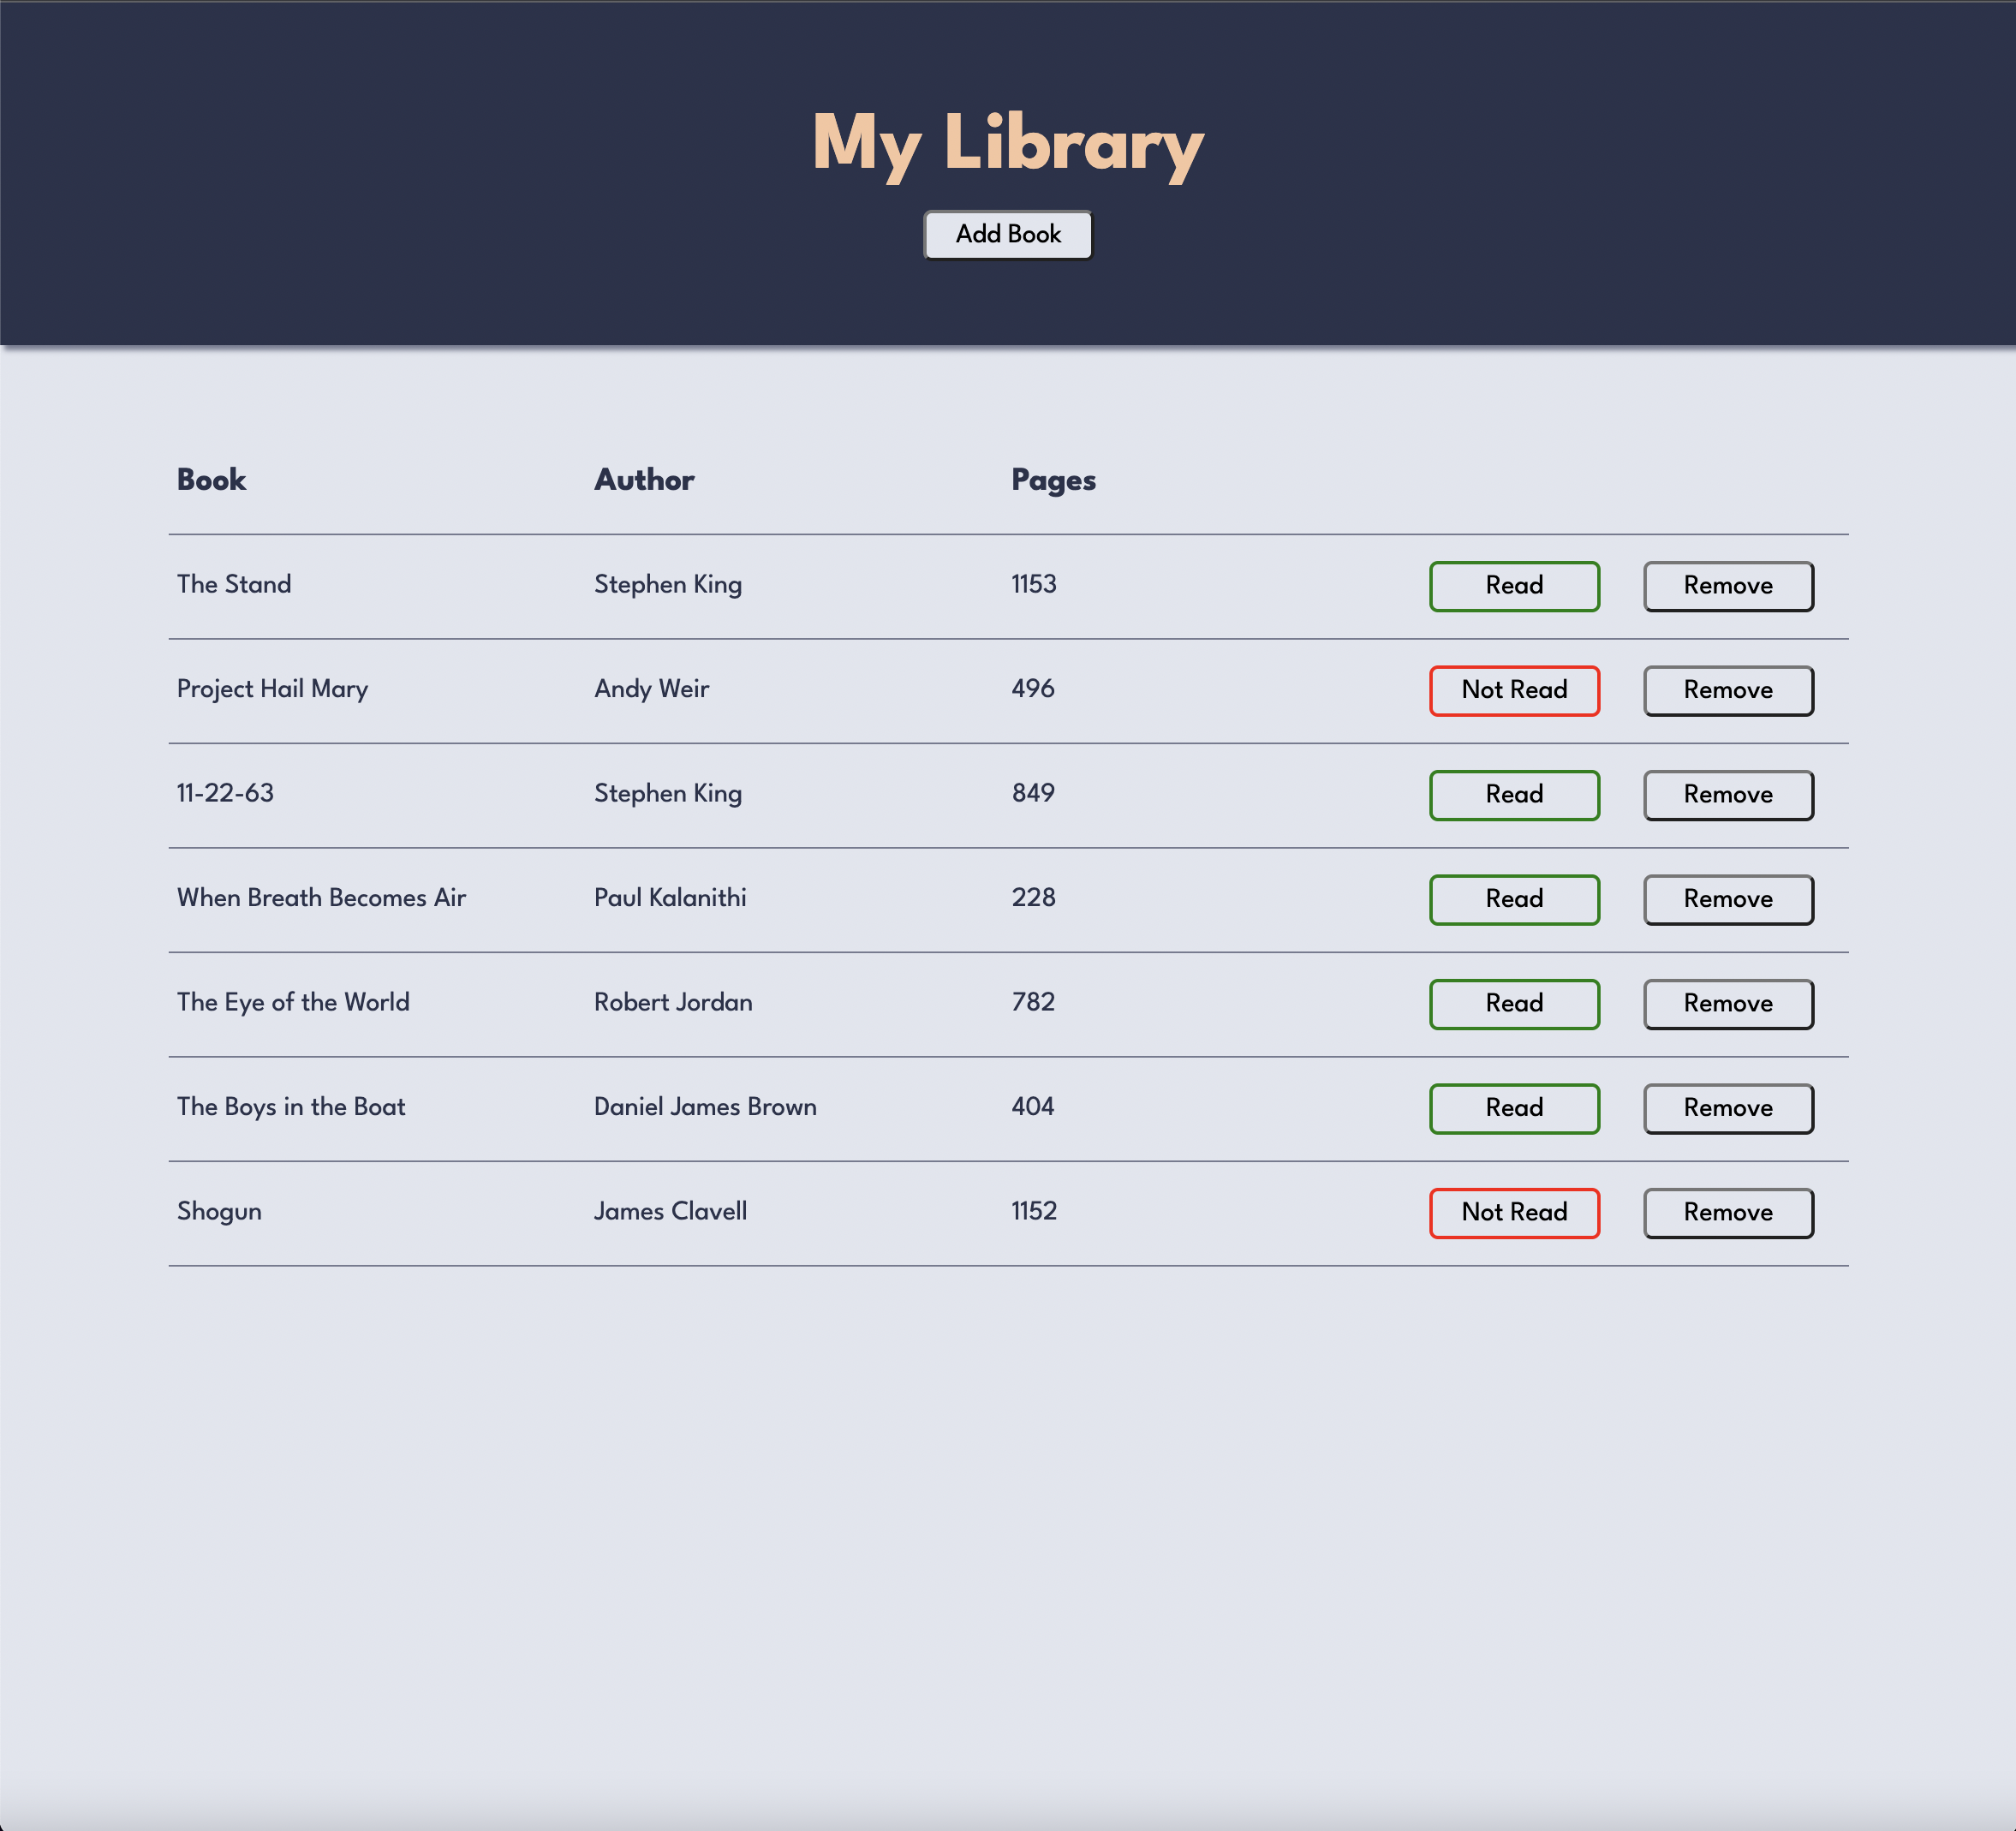 My Library
Add Book
Book Author Pages
The Stand Stephen King 1153 Read Remove
Project Hail Mary Andy Weir 496 Not Read Remove
11-22-63 Stephen King 849 Read Remove
When Breath Becomes Air Paul Kalanithi 228 Read Remove
The Eye of the World Robert Jordan 782 Read Remove
The Boys in the Boat Daniel James Brown 404 Read Remove
Shogun James Clavell 1152 Not Read Remove